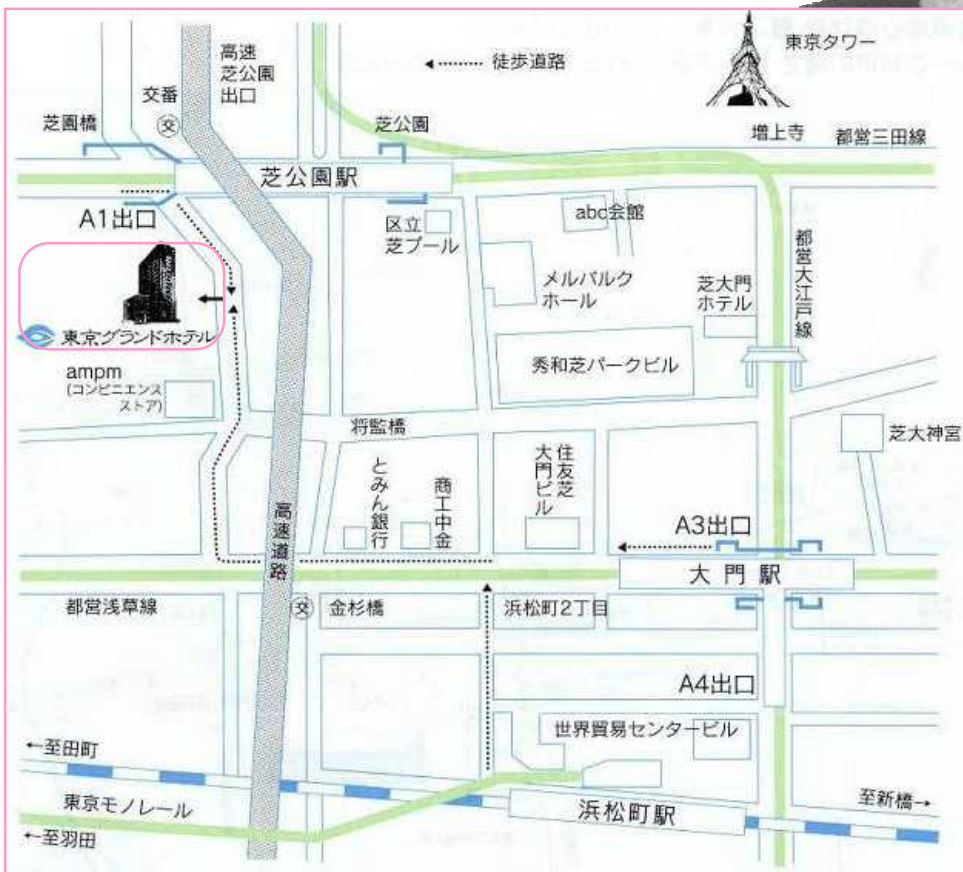 東京タワー
高速
芝公園
出口
徒歩道路
交番
交
芝園橋
芝公園
増上寺
都営三田線
芝公園駅
A1出口
区立
芝プール
abc会館
メルパルク
ホール
芝大門
ホテル
都営大江戸線
東京グランドホテル
秀和芝パークビル
ampm
(コンビニエンス
ストア)
将監橋
芝大神宮
とみん銀行
商工中金
住友芝
大門ビル
高速道路
A3出口
大門駅
都営浅草線
交
金杉橋
浜松町2丁目
A4出口
世界貿易センタービル
←至田町
東京モノレール
浜松町駅
至新橋→
←至羽田